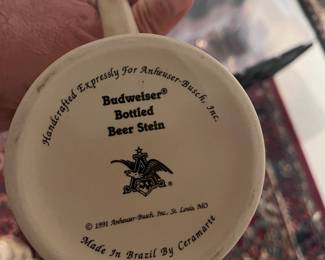 Handcrafted Expressly For Anheuser-Busch, Inc.
Budweiser®
Bottled
Beer Stein
®
© 1991 Anheuser-Busch, Inc., St. Louis, MO
Made In Brazil By Ceramarte